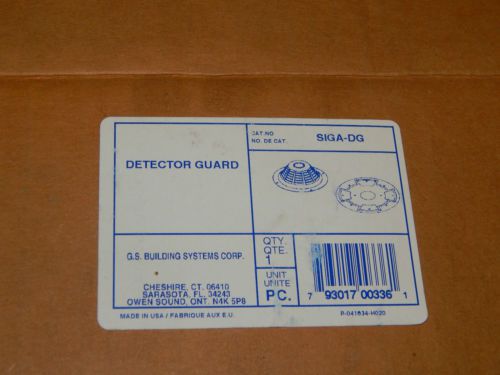 DETECTOR GUARD
CAT.NO
NO. DE CAT.
SIGA-DG
G.S. BUILDING SYSTEMS CORP.
CHESHIRE, CT. 06410
SARASOTA, FL, 34243
OWEN SOUND, ONT. N4K 5P8
QTY.
QTE.
1
UNIT
UNITE
PC.
7 93017 00336 1
MADE IN USA / FABRIQUE AUX E.U.
P-041634-H020